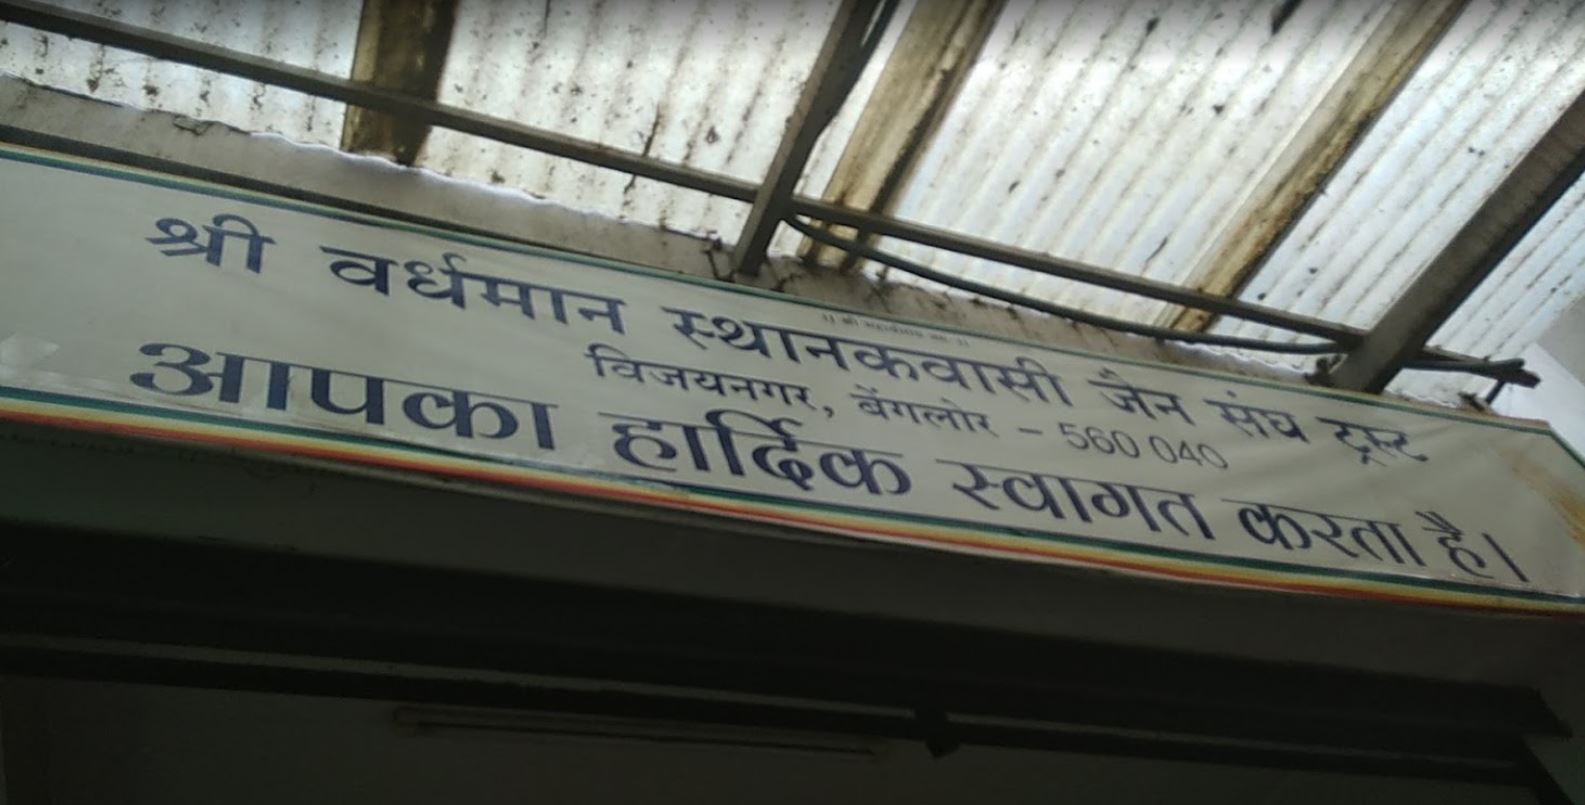 श्री वर्धमान स्थानकवासी जैन संघ ट्रस्ट
विजयनगर, बेंगलोर - 560 040
आपका हार्दिक स्वागत करता है।